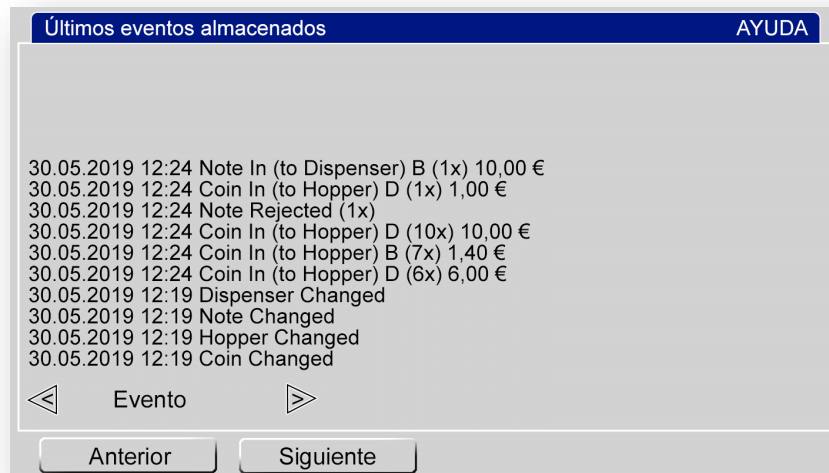 Últimos eventos almacenados AYUDA
30.05.2019 12:24 Note In (to Dispenser) B (1x) 10,00 €
30.05.2019 12:24 Coin In (to Hopper) D (1x) 1,00 €
30.05.2019 12:24 Note Rejected (1x)
30.05.2019 12:24 Coin In (to Hopper) D (10x) 10,00 €
30.05.2019 12:24 Coin In (to Hopper) B (7x) 1,40 €
30.05.2019 12:24 Coin In (to Hopper) D (6x) 6,00 €
30.05.2019 12:19 Dispenser Changed
30.05.2019 12:19 Note Changed
30.05.2019 12:19 Hopper Changed
30.05.2019 12:19 Coin Changed
< Evento >
Anterior Siguiente